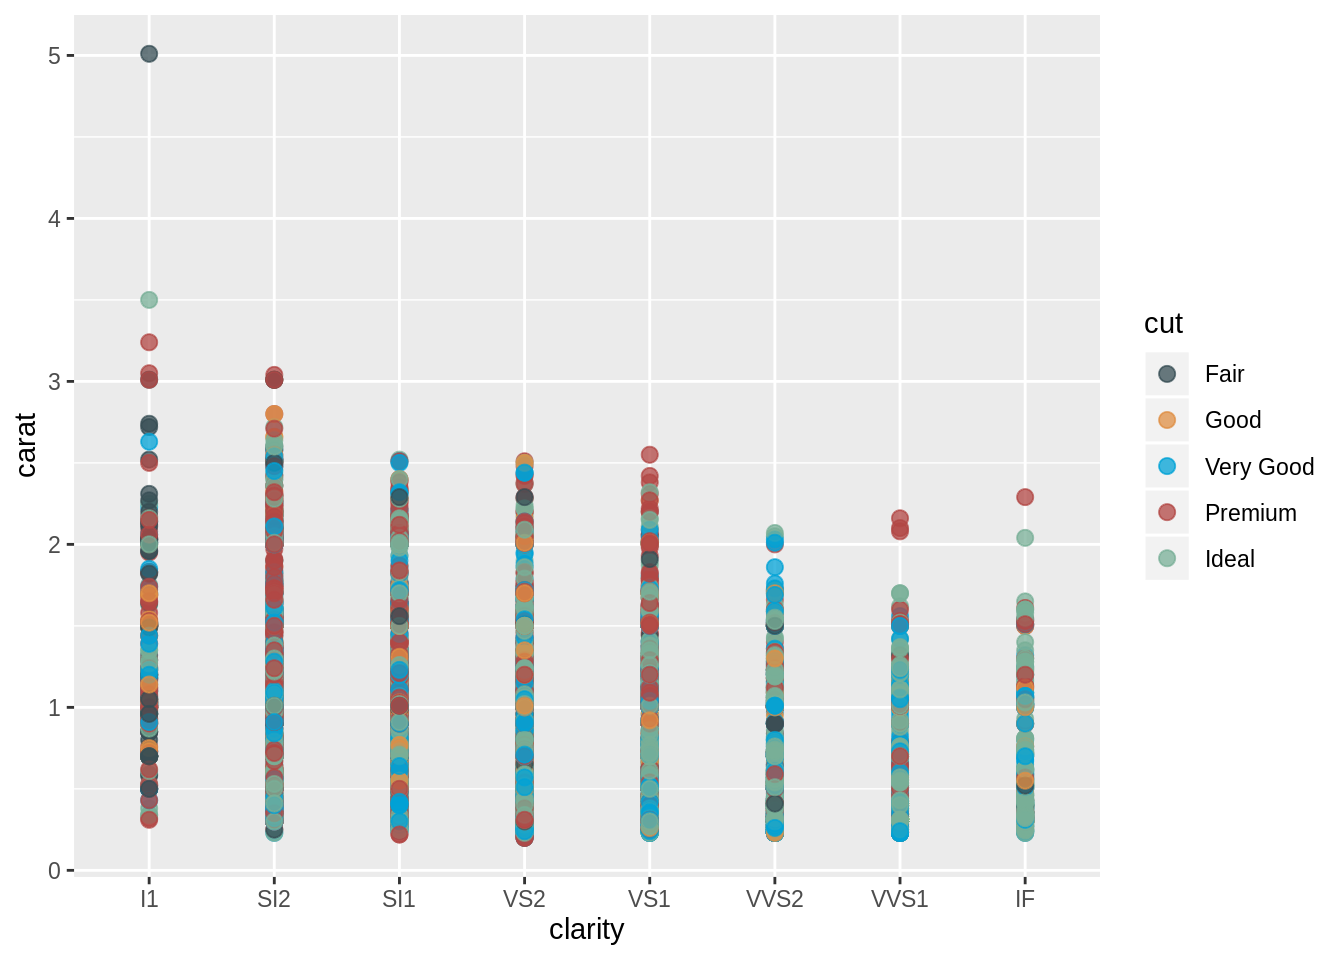 5
4
3
2
1
0
carat
I1 SI2 SI1 VS2 VS1 VVS2 VVS1 IF
clarity
cut
Fair
Good
Very Good
Premium
Ideal